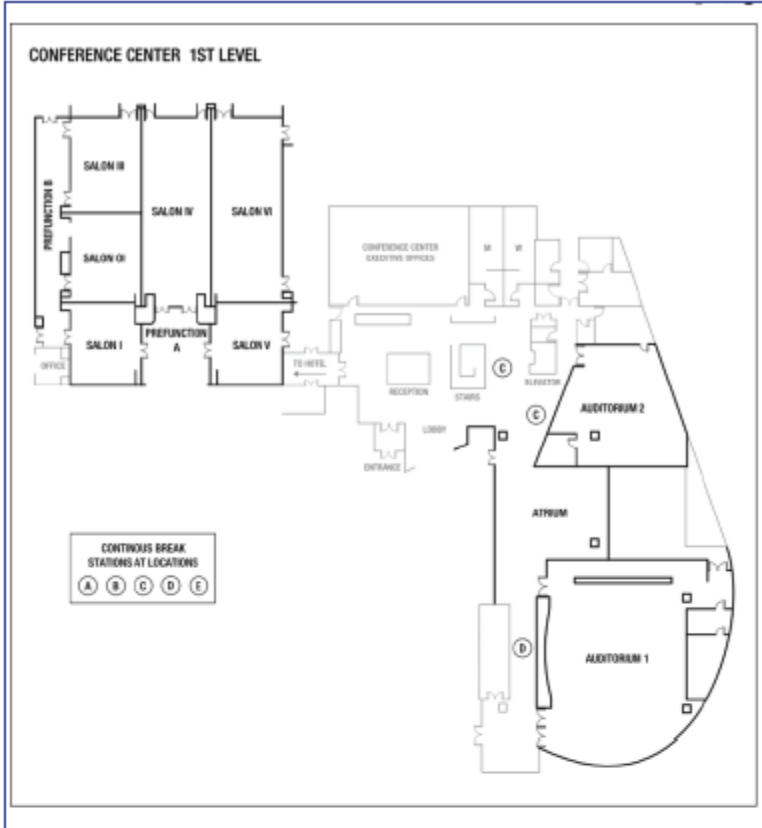 CONFERENCE CENTER 1ST LEVEL
SALON III
PREFUNCTION B
SALON IV
SALON VI
SALON OI
CONFERENCE CENTER
EXECUTIVE OFFICES
M
W
SALON I
PREFUNCTION
A
SALON V
OFFICE
TO HOTEL
RECEPTION
STAIRS
C
ELEVATOR
C
AUDITORIUM 2
LOBBY
ENTRANCE
ATRIUM
CONTINOUS BREAK
STATIONS AT LOCATIONS
A B C D E
D
AUDITORIUM 1